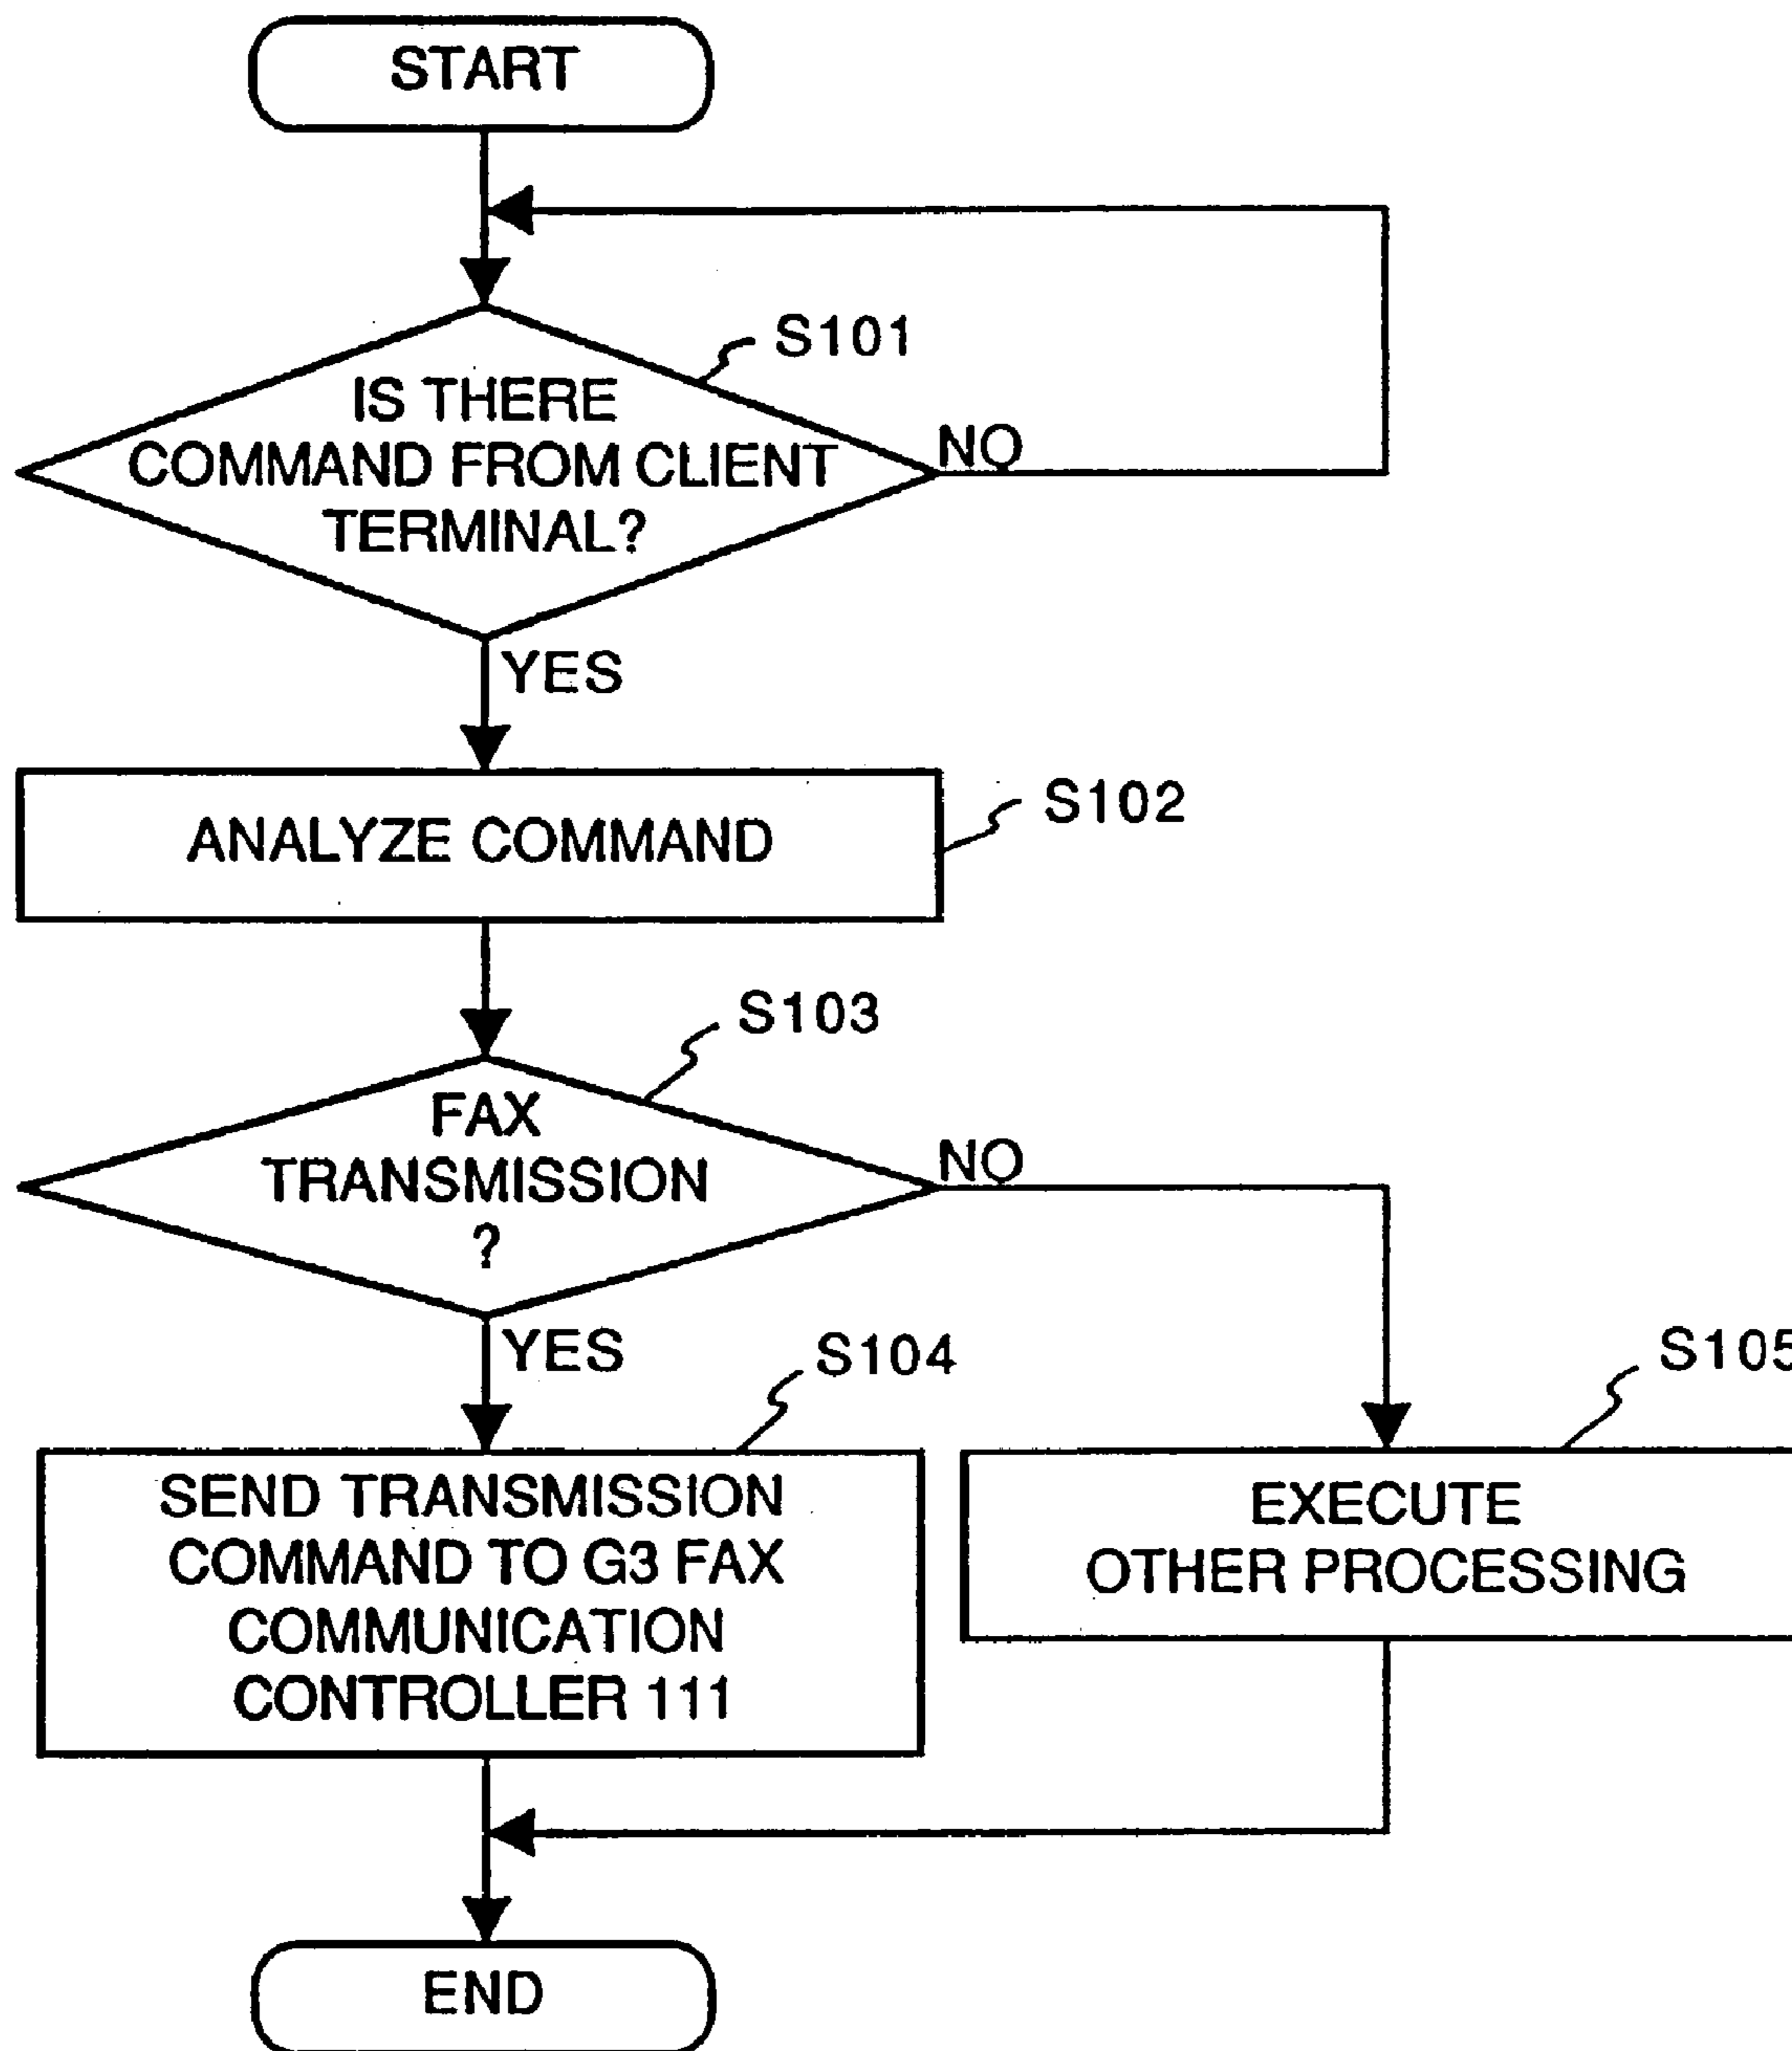 START
S101
IS THERE
COMMAND FROM CLIENT
TERMINAL?
NO
YES
ANALYZE COMMAND
S102
S103
FAX
TRANSMISSION
?
NO
YES
S104
S105
SEND TRANSMISSION
COMMAND TO G3 FAX
COMMUNICATION
CONTROLLER 111
EXECUTE
OTHER PROCESSING
END